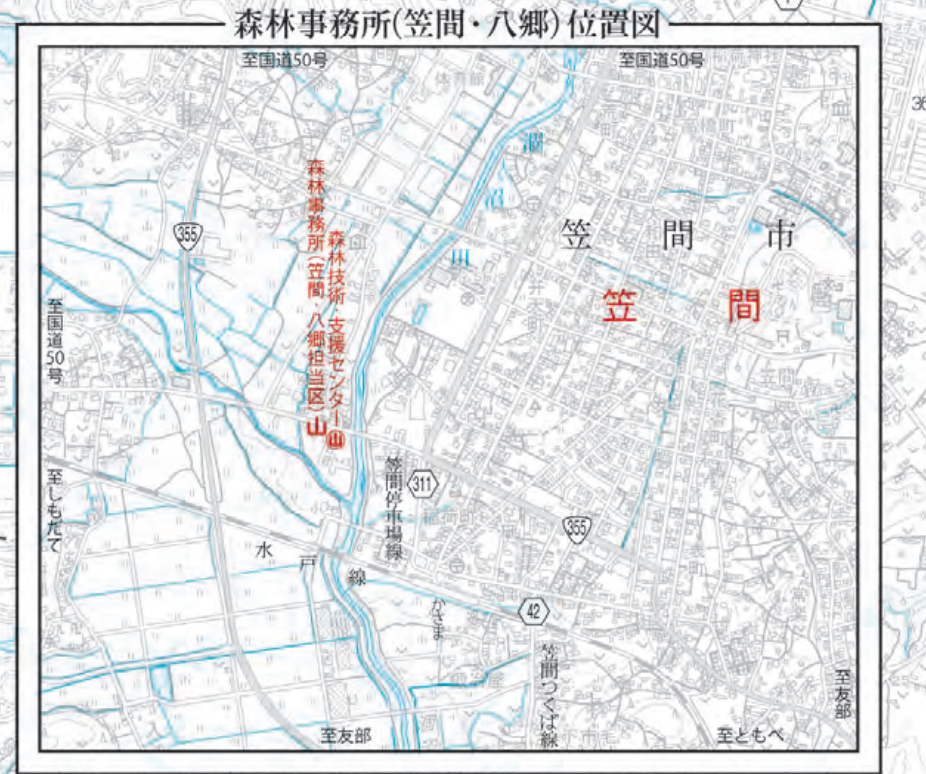 森林事務所(笠間・八郷)位置図
至国道50号
至国道50号
体育館
涸沼川
笠間市
笠間
355
森林事務所(笠間・八郷担当区)
森林技術・支援センター
山
山
至国道50号
至しもだて
笠間停車場線
311
355
水戸線
かさま
42
笠間つくば線
至友部
至友部
至ともべ